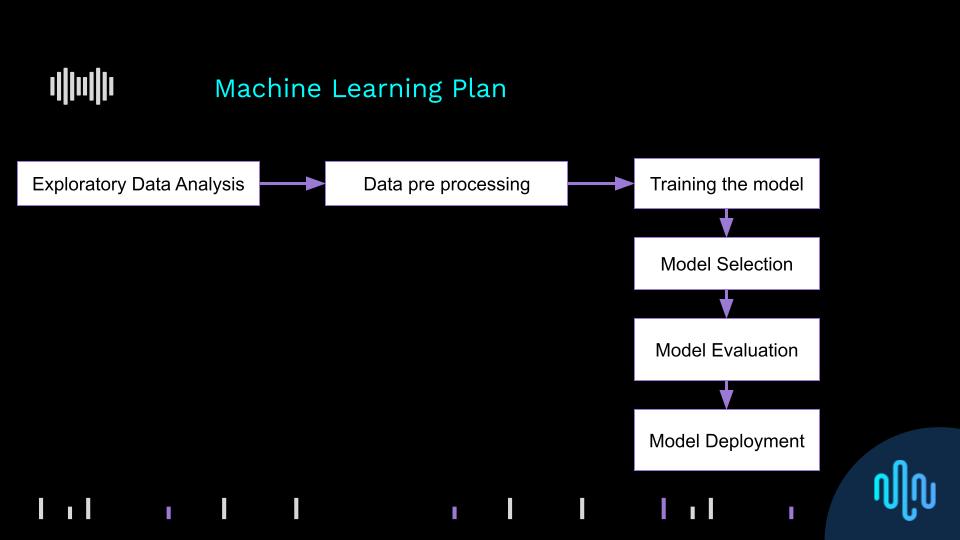 Machine Learning Plan
Exploratory Data Analysis
Data pre processing
Training the model
Model Selection
Model Evaluation
Model Deployment